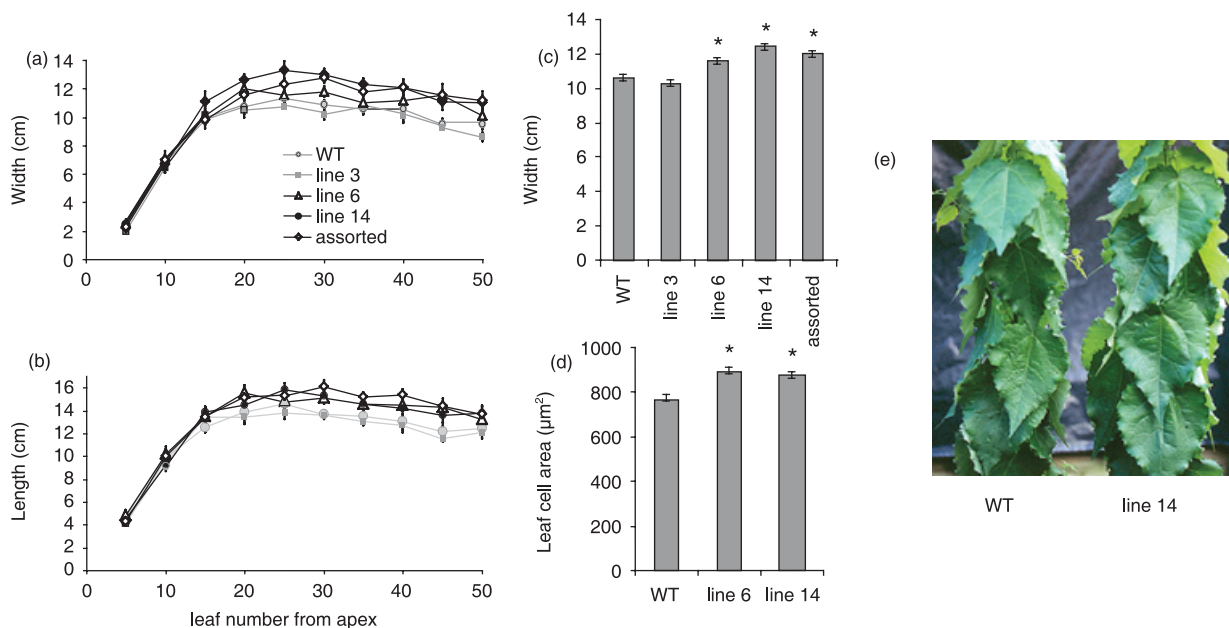 (a)
14
12
10
8
6
4
2
0
Width (cm)
0 10 20 30 40 50
WT
line 3
line 6
line 14
assorted
(b)
16
14
12
10
8
6
4
2
0
Length (cm)
0 10 20 30 40 50
leaf number from apex
(c)
14
12
10
8
6
4
2
0
Width (cm)
* * *
WT
line 3
line 6
line 14
assorted
(d)
1000
800
600
400
200
0
Leaf cell area (µm²)
* *
WT line 6 line 14
(e)
WT line 14